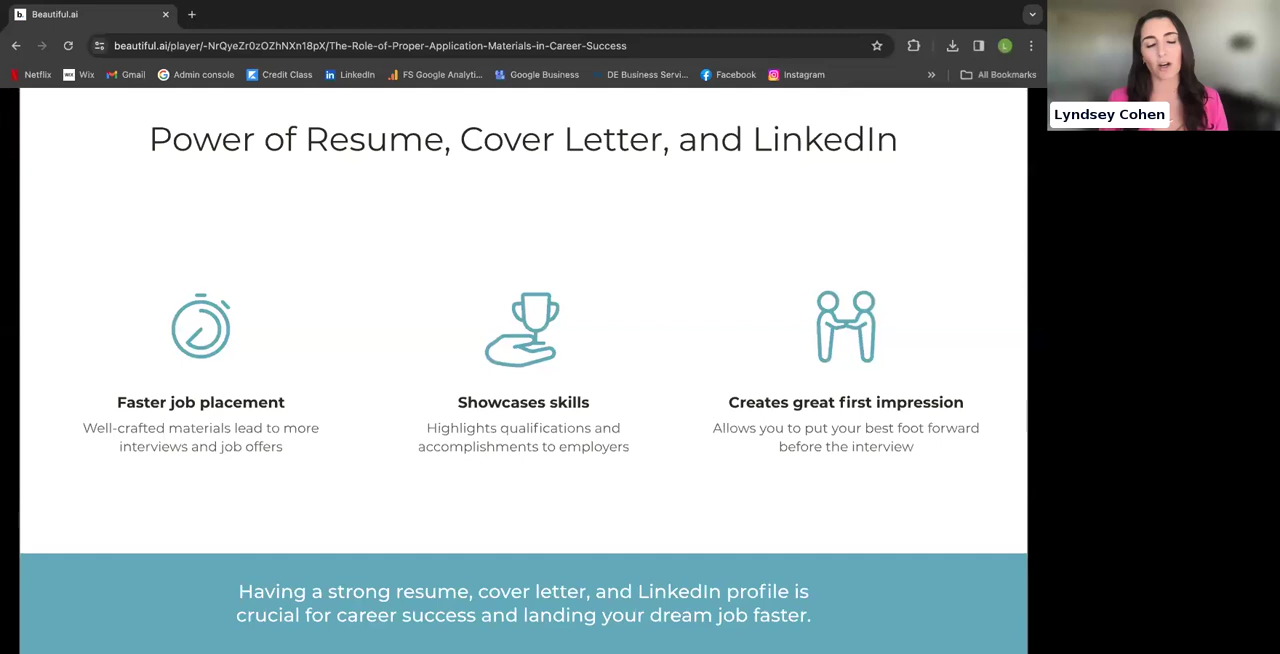 b. Beautiful.ai
beautiful.ai/player/-NrQyeZr0zOZhNXn18pX/The-Role-of-Proper-Application-Materials-in-Career-Success
L
Netflix WiX Wix Gmail Admin console Credit Class LinkedIn FS Google Analyti... Google Business DE Business Servi... Facebook Instagram » All Bookmarks
Lyndsey Cohen
Power of Resume, Cover Letter, and LinkedIn
Faster job placement
Well-crafted materials lead to more
interviews and job offers
Showcases skills
Highlights qualifications and
accomplishments to employers
Creates great first impression
Allows you to put your best foot forward
before the interview
Having a strong resume, cover letter, and LinkedIn profile is
crucial for career success and landing your dream job faster.